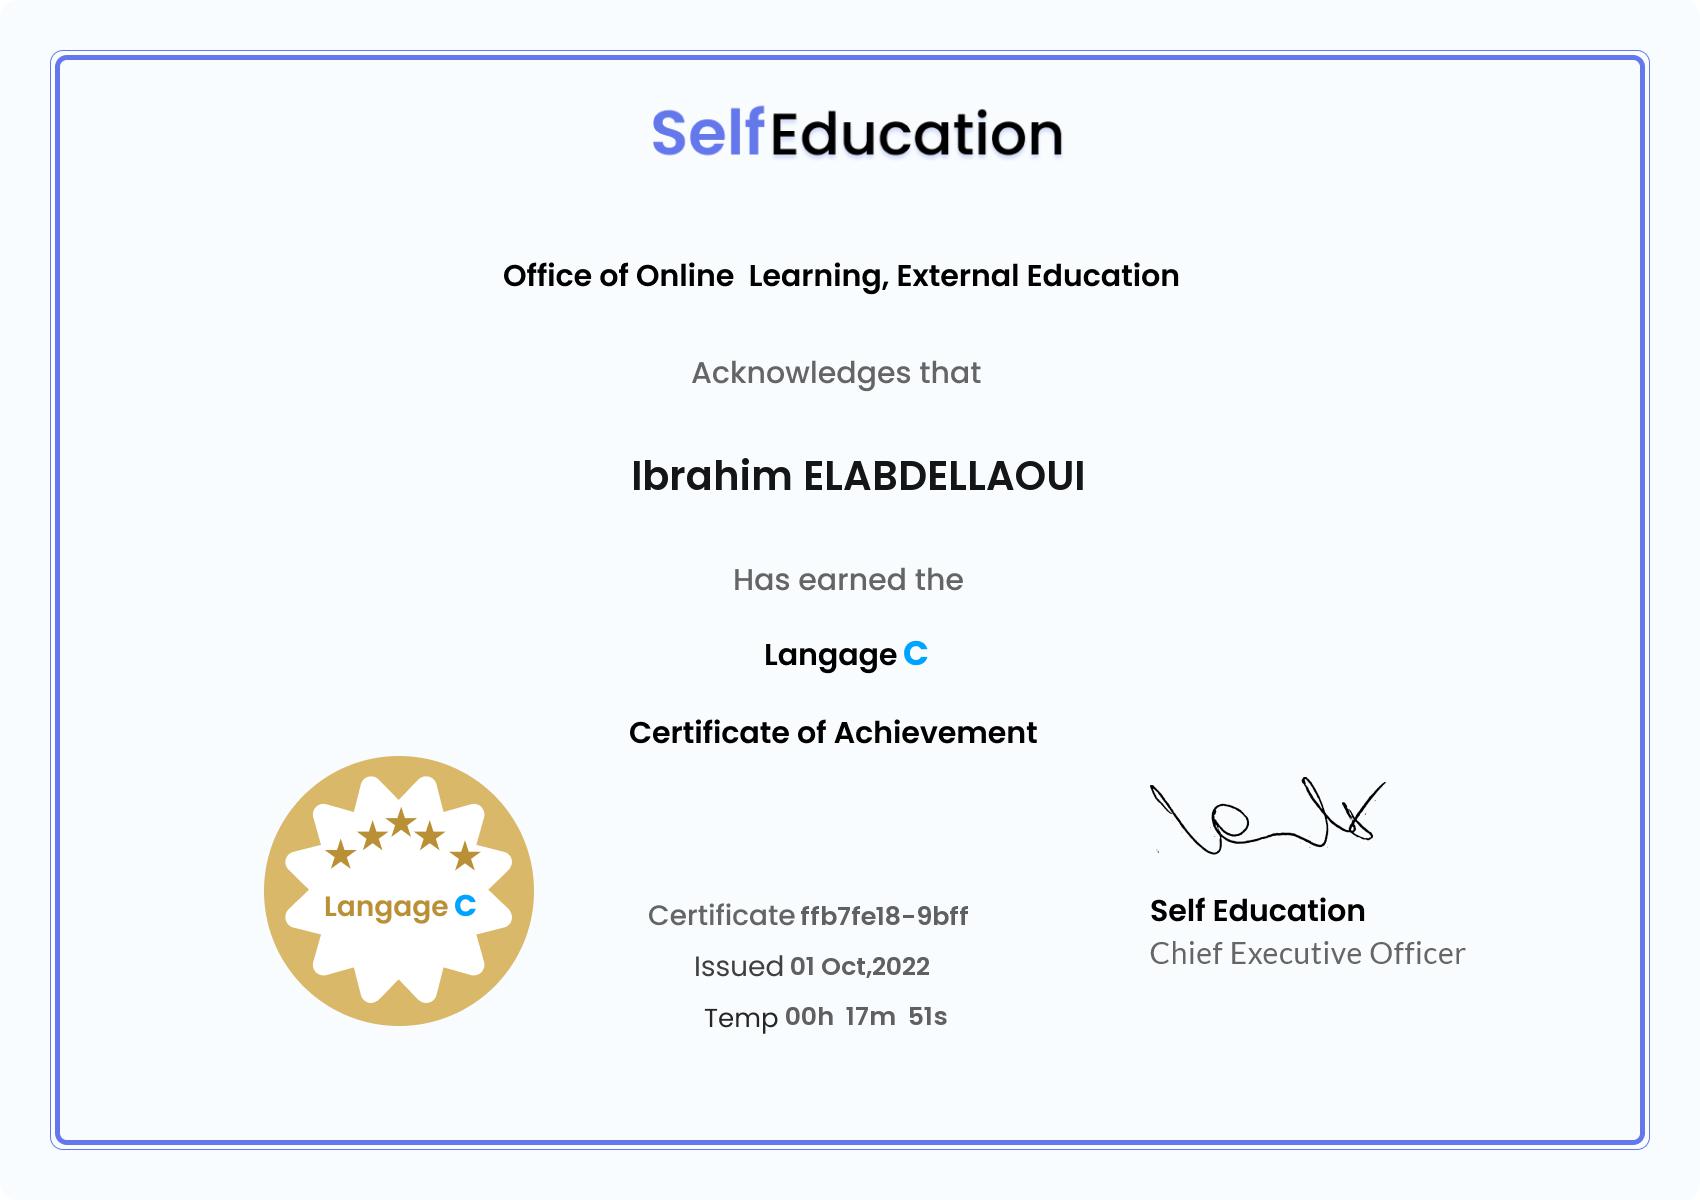 SelfEducation
Office of Online Learning, External Education
Acknowledges that
Ibrahim ELABDELLAOUI
Has earned the
Langage C
Certificate of Achievement
Langage C
Certificate ffb7fe18-9bff
Issued 01 Oct,2022
Temp 00h 17m 51s
Self Education
Chief Executive Officer